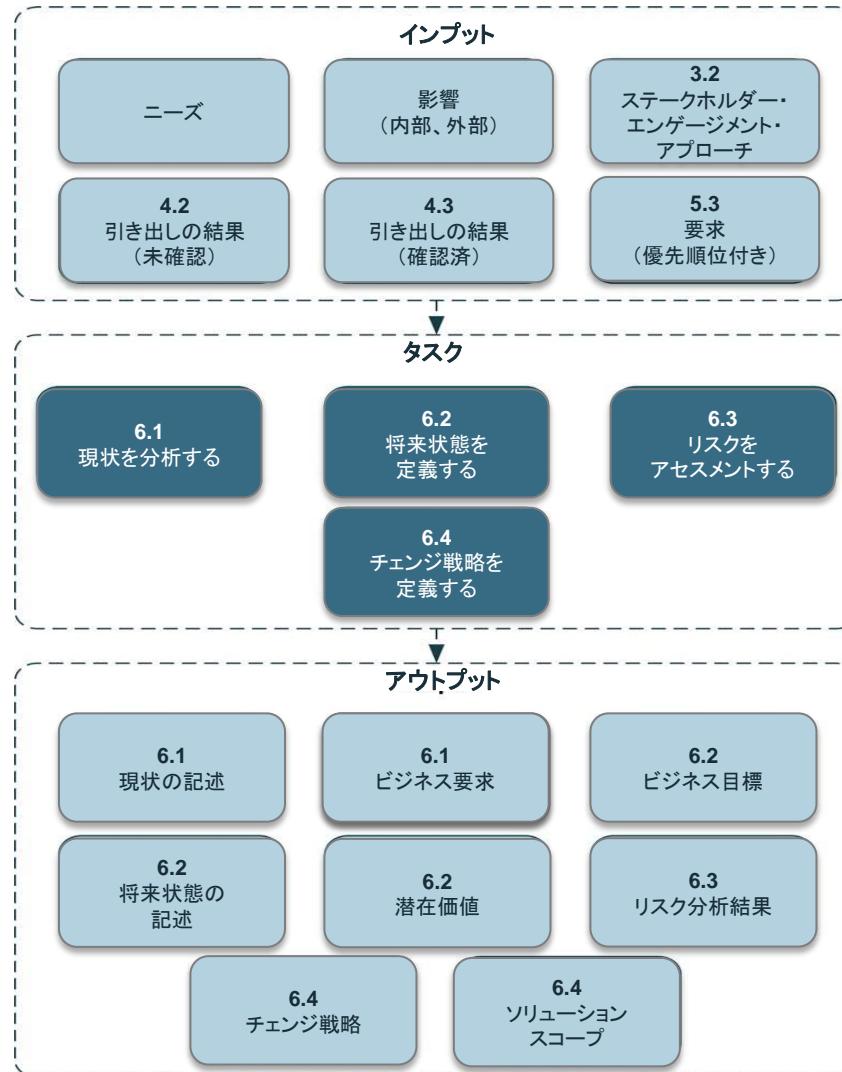 インプット
ニーズ
影響
（内部、外部）
3.2
ステークホルダー・
エンゲージメント・
アプローチ
4.2
引き出しの結果
（未確認）
4.3
引き出しの結果
（確認済）
5.3
要求
（優先順位付き）
タスク
6.1
現状を分析する
6.2
将来状態を
定義する
6.3
リスクを
アセスメントする
6.4
チェンジ戦略を
定義する
アウトプット
6.1
現状の記述
6.1
ビジネス要求
6.2
ビジネス目標
6.2
将来状態の
記述
6.2
潜在価値
6.3
リスク分析結果
6.4
チェンジ戦略
6.4
ソリューション
スコープ